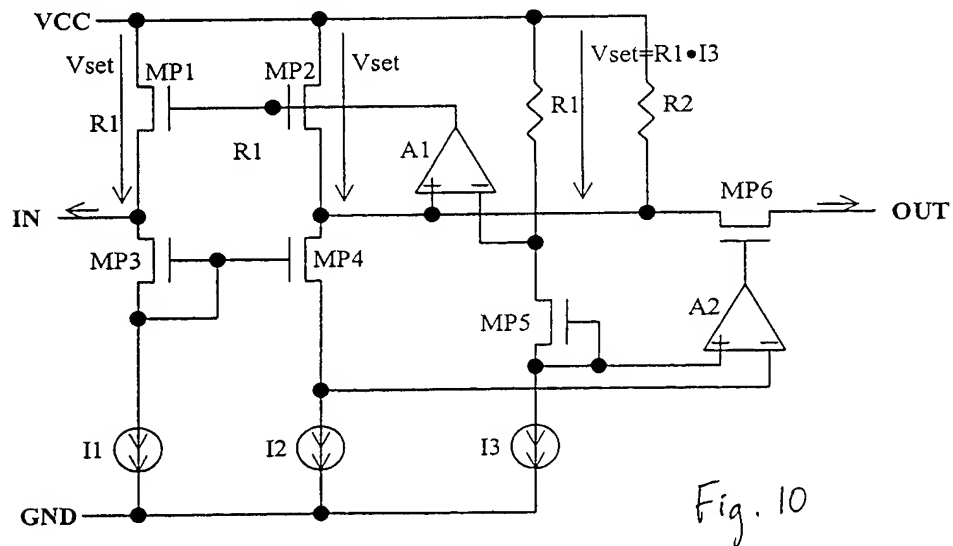 VCC
Vset
MP1
MP2
Vset
Vset=R1•I3
R1
R1
A1
+ −
R1
R2
MP6
IN
OUT
MP3
MP4
MP5
A2
+ −
I1
I2
I3
GND
Fig. 10